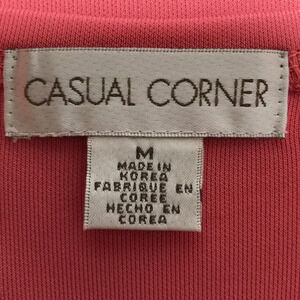 CASUAL CORNER
M
MADE IN
KOREA
FABRIQUE EN
COREE
HECHO EN
COREA